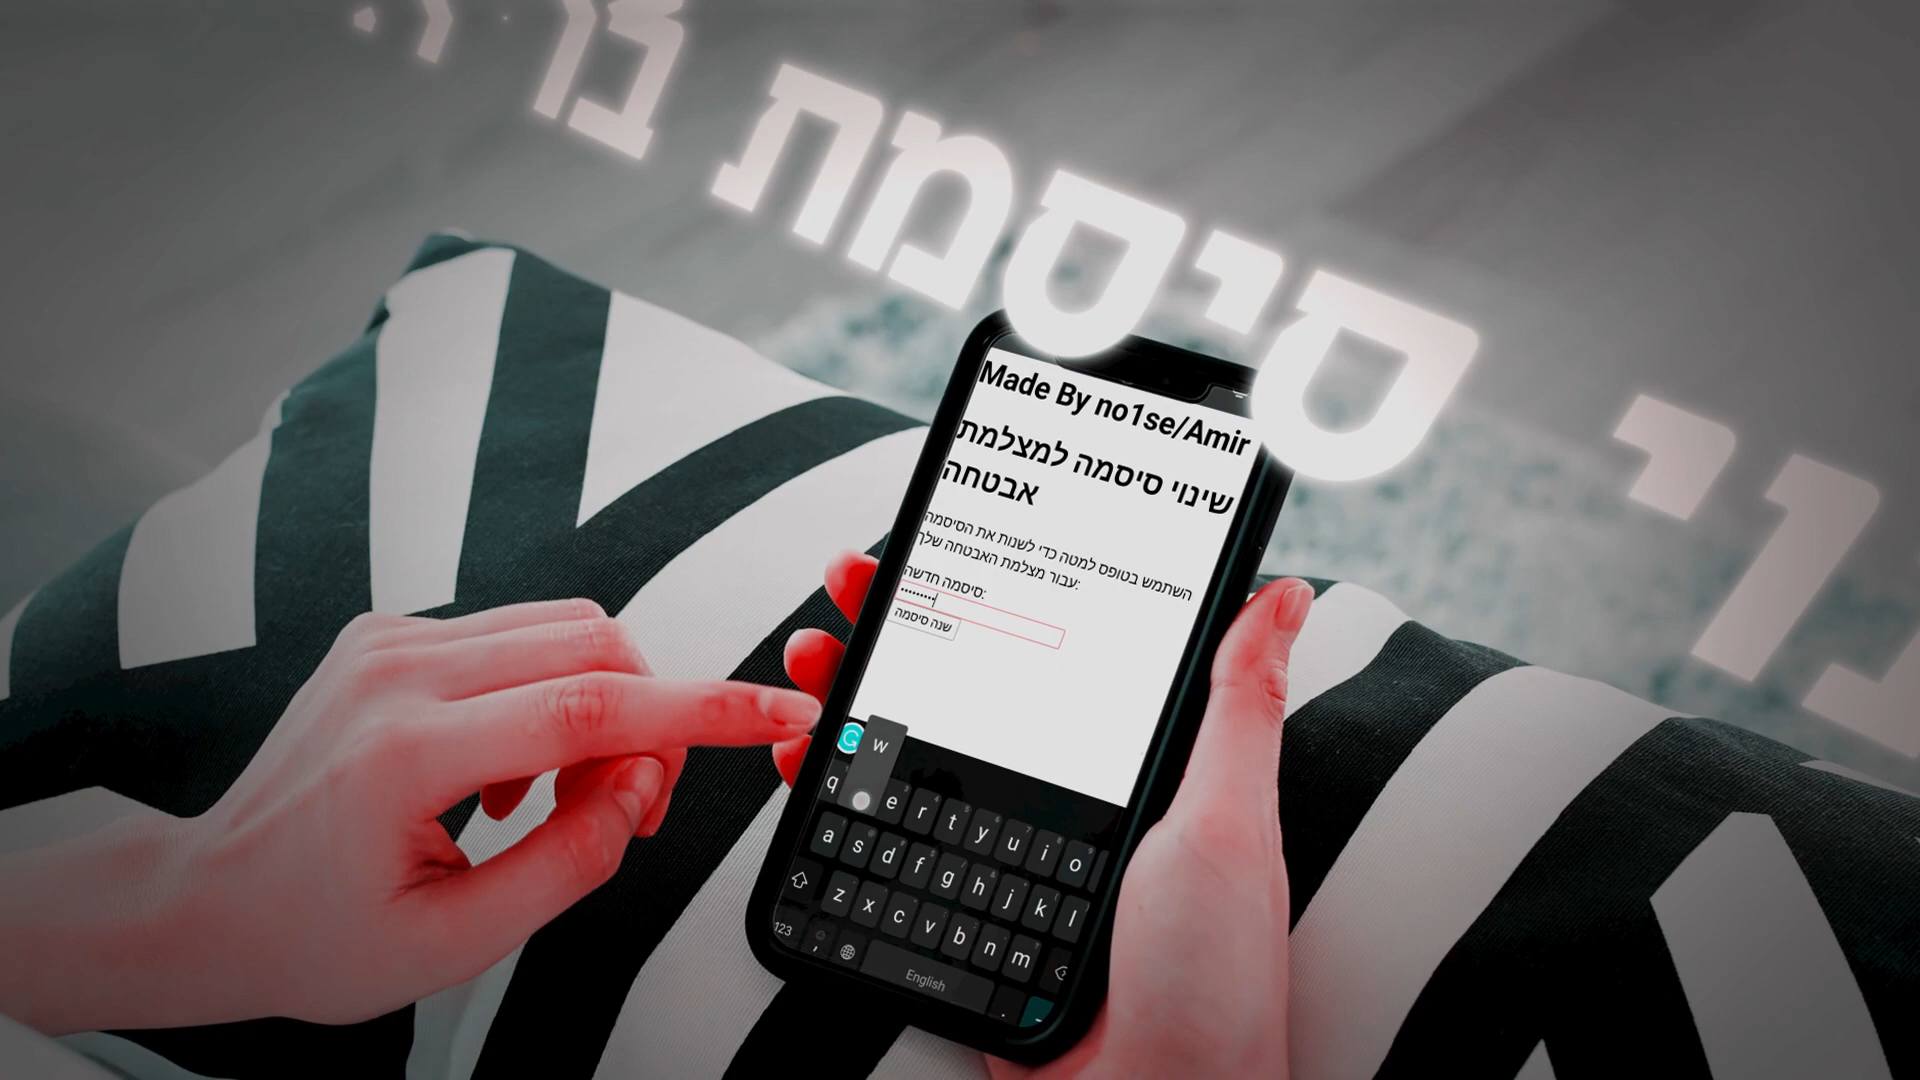 סיסמת
Made By no1se/Amir
שינוי סיסמה למצלמת
אבטחה
השתמש בטופס למטה כדי לשנות את הסיסמה
עבור מצלמת האבטחה שלך:
סיסמה חדשה:
•••••••••
שנה סיסמה
w
q e r t y u i o
a s d f g h j k l
z x c v b n m
123 , English .